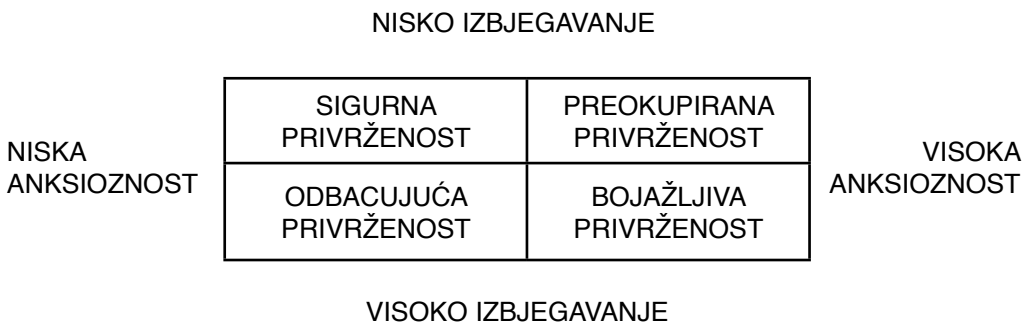 NISKO IZBJEGAVANJE
SIGURNA
PRIVRŽENOST
PREOKUPIRANA
PRIVRŽENOST
NISKA
ANKSIOZNOST
VISOKA
ANKSIOZNOST
ODBACUJUĆA
PRIVRŽENOST
BOJAŽLJIVA
PRIVRŽENOST
VISOKO IZBJEGAVANJE